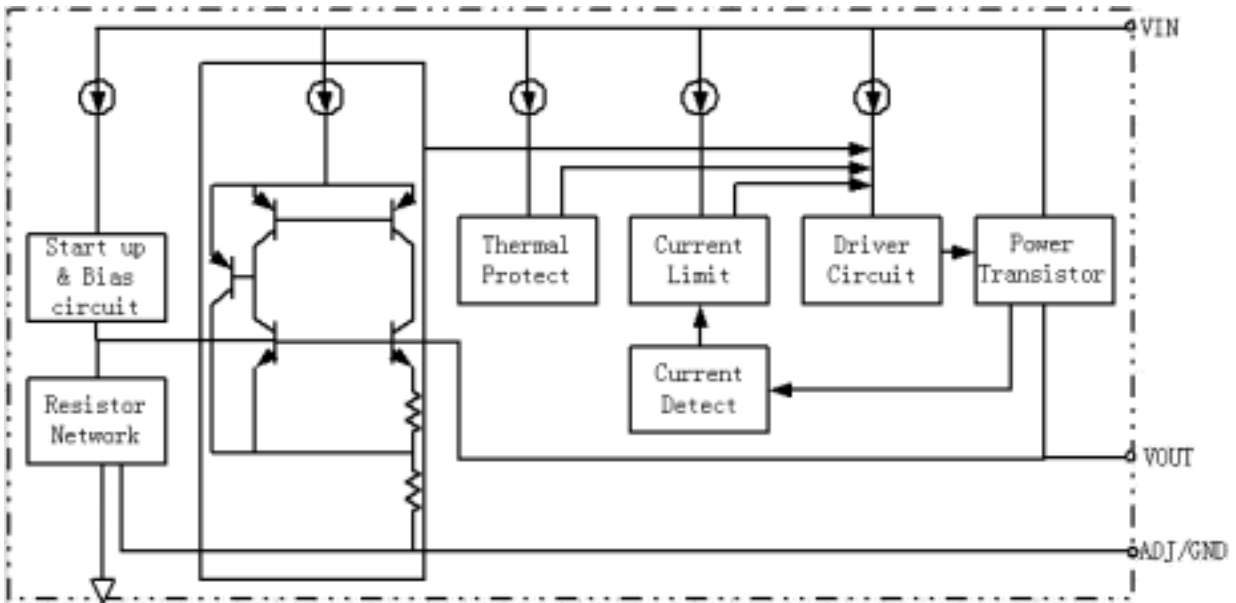 VIN
Start up
& Bias
circuit
Thermal
Protect
Current
Limit
Driver
Circuit
Power
Transistor
Resistor
Network
Current
Detect
VOUT
ADJ/GND